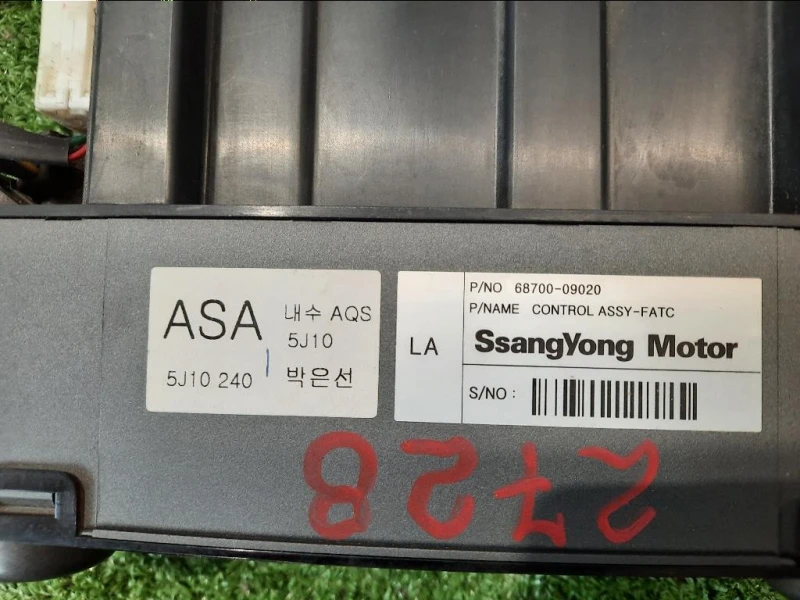 ASA
내수 AQS
5J10
5J10 240
박은선
LA
P/NO 68700-09020
P/NAME CONTROL ASSY-FATC
SsangYong Motor
S/NO :
2728